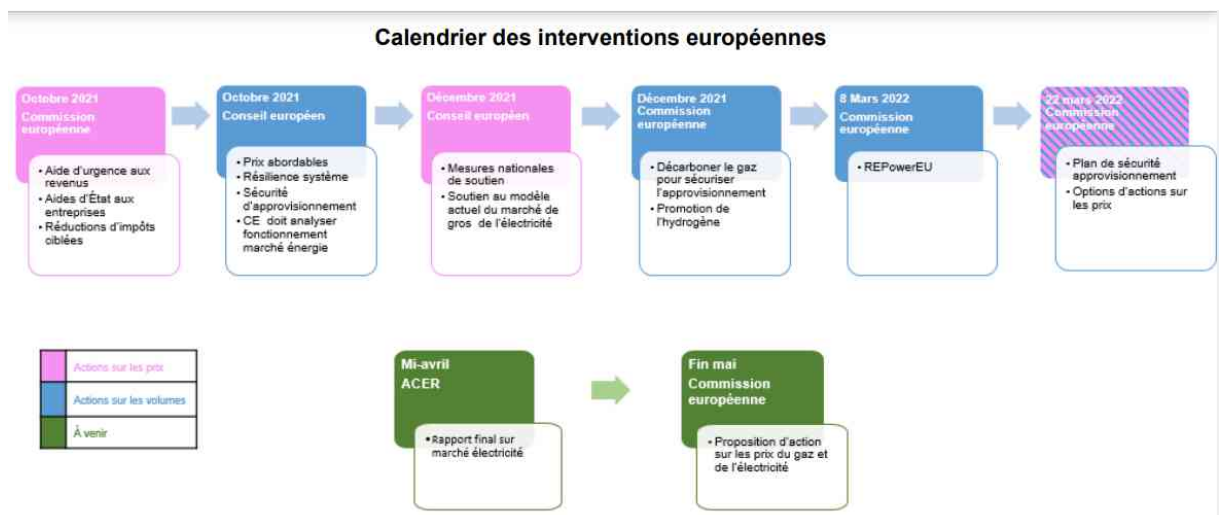 Calendrier des interventions européennes
Octobre 2021
Commission
européenne
• Aide d'urgence aux
revenus
• Aides d'État aux
entreprises
• Réductions d'impôts
ciblées
Octobre 2021
Conseil européen
• Prix abordables
• Résilience système
• Sécurité
d'approvisionnement
• CE doit analyser
fonctionnement
marché énergie
Décembre 2021
Conseil européen
• Mesures nationales
de soutien
• Soutien au modèle
actuel du marché de
gros de l'électricité
Décembre 2021
Commission
européenne
• Décarboner le gaz
pour sécuriser
l'approvisionnement
• Promotion de
l'hydrogène
8 Mars 2022
Commission
européenne
• REPowerEU
22 mars 2022
Commission
européenne
• Plan de sécurité
approvisionnement
• Options d'actions sur
les prix
Actions sur les prix
Actions sur les volumes
À venir
Mi-avril
ACER
• Rapport final sur
marché électricité
Fin mai
Commission
européenne
• Proposition d'action
sur les prix du gaz et
de l'électricité